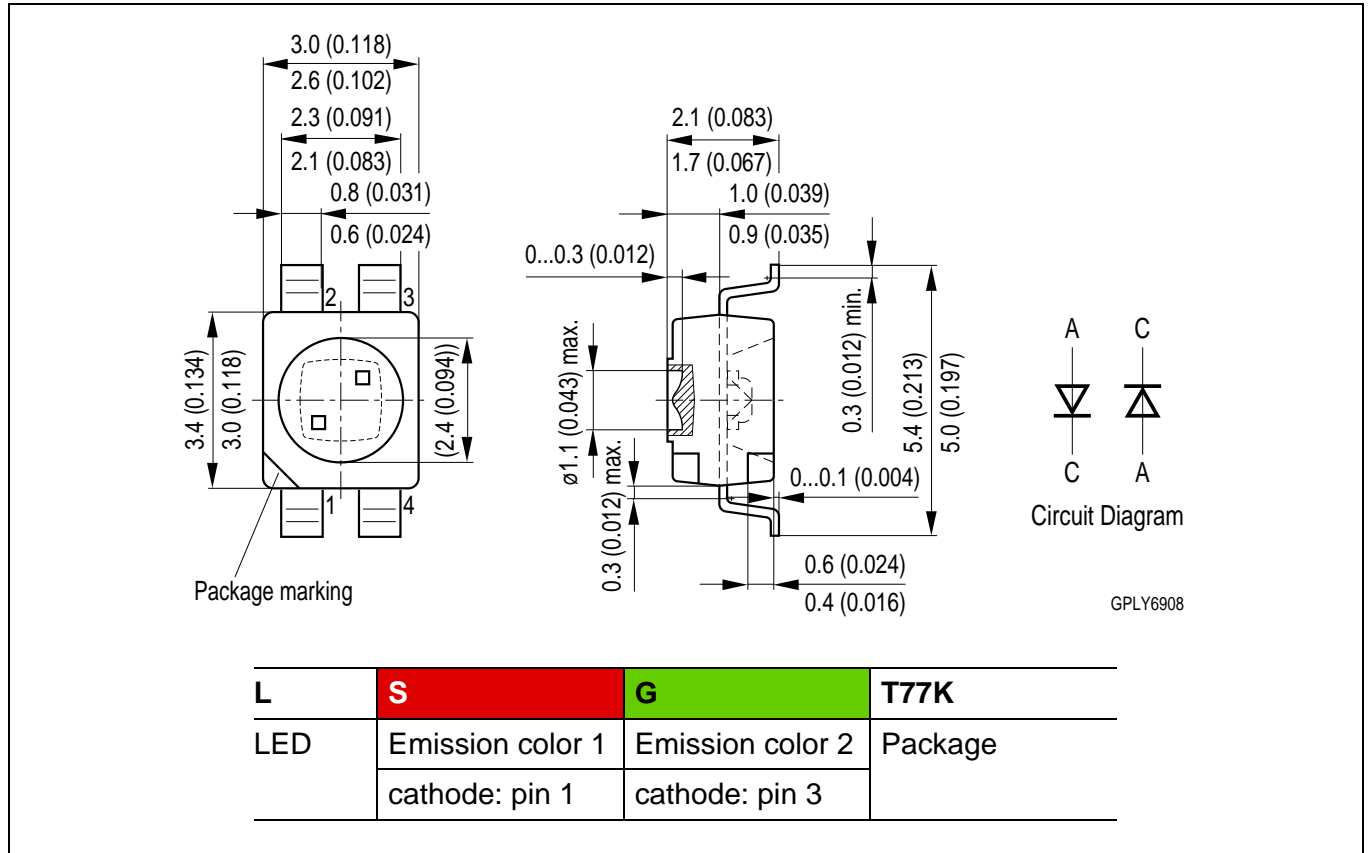 3.0 (0.118)
2.6 (0.102)
2.3 (0.091)
2.1 (0.083)
0.8 (0.031)
0.6 (0.024)
2.1 (0.083)
1.7 (0.067)
1.0 (0.039)
0.9 (0.035)
0...0.3 (0.012)
2
3
3.4 (0.134)
3.0 (0.118)
(2.4 (0.094))
1
4
Package marking
ø1.1 (0.043) max.
0.3 (0.012) max.
0.3 (0.012) min.
5.4 (0.213)
5.0 (0.197)
0...0.1 (0.004)
0.6 (0.024)
0.4 (0.016)
A C
C A
Circuit Diagram
GPLY6908
L S G T77K
LED Emission color 1 Emission color 2 Package
cathode: pin 1 cathode: pin 3